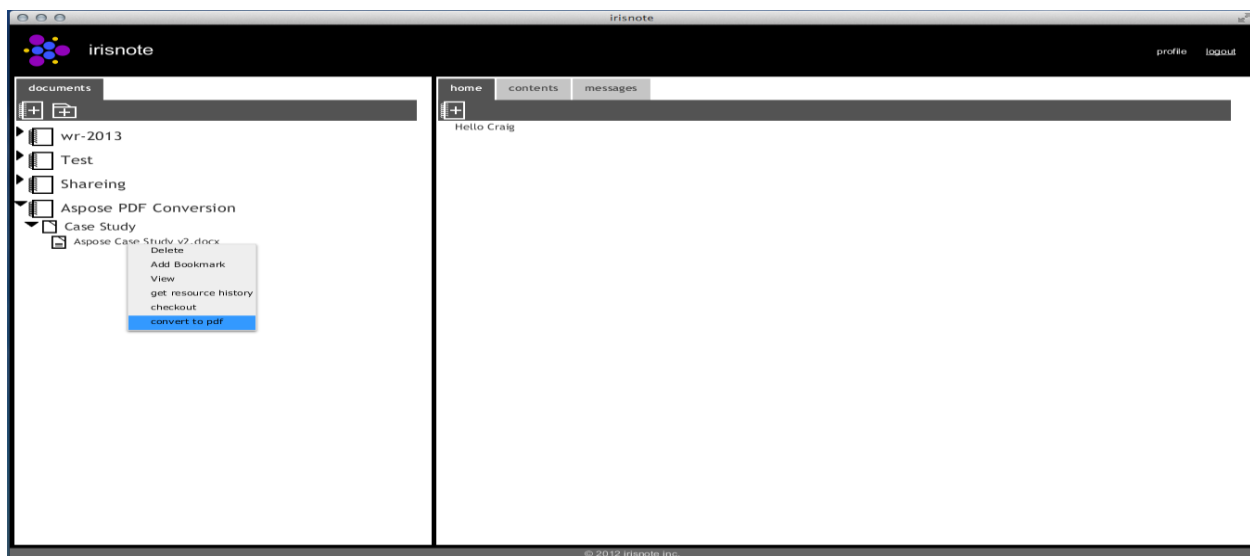 irisnote
irisnote
profile logout
documents
home contents messages
Hello Craig
wr-2013
Test
Shareing
Aspose PDF Conversion
Case Study
Aspose Case Study v2.docx
Delete
Add Bookmark
View
get resource history
checkout
convert to pdf
© 2012 irisnote inc.